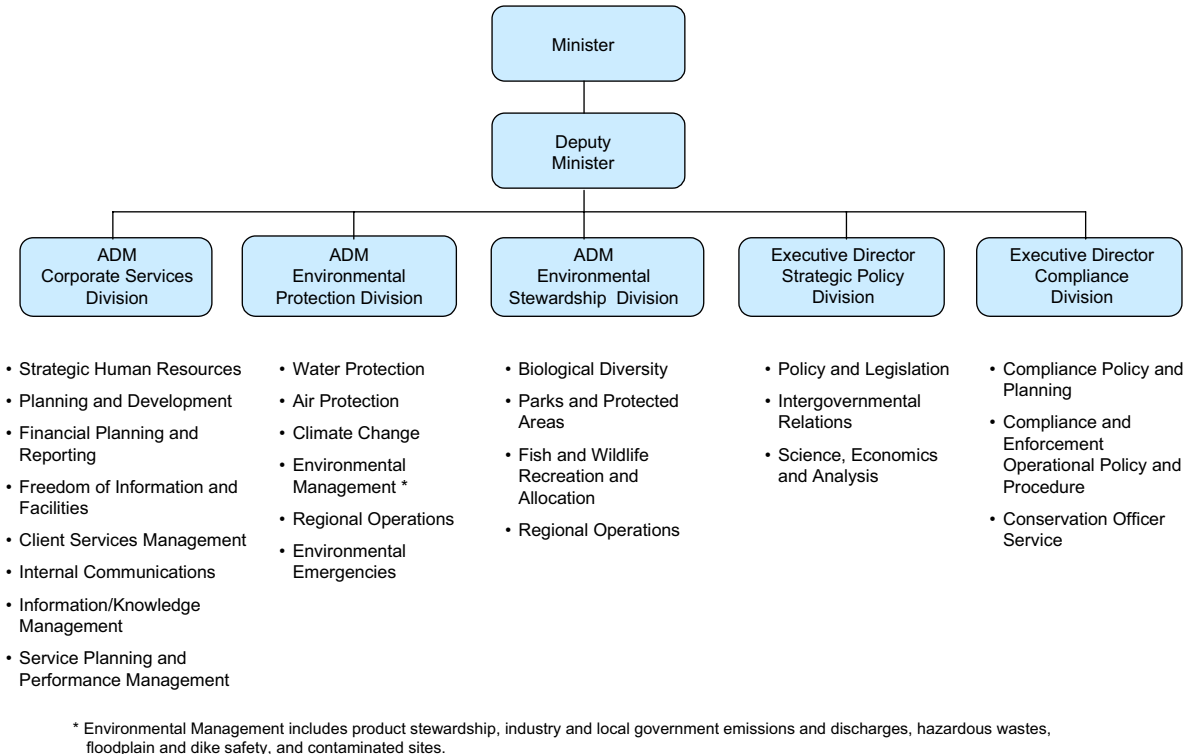 Minister
Deputy
Minister
ADM
Corporate Services
Division
ADM
Environmental
Protection Division
ADM
Environmental
Stewardship Division
Executive Director
Strategic Policy
Division
Executive Director
Compliance
Division
• Strategic Human Resources
• Planning and Development
• Financial Planning and
Reporting
• Freedom of Information and
Facilities
• Client Services Management
• Internal Communications
• Information/Knowledge
Management
• Service Planning and
Performance Management
• Water Protection
• Air Protection
• Climate Change
• Environmental
Management *
• Regional Operations
• Environmental
Emergencies
• Biological Diversity
• Parks and Protected
Areas
• Fish and Wildlife
Recreation and
Allocation
• Regional Operations
• Policy and Legislation
• Intergovernmental
Relations
• Science, Economics
and Analysis
• Compliance Policy and
Planning
• Compliance and
Enforcement
Operational Policy and
Procedure
• Conservation Officer
Service
* Environmental Management includes product stewardship, industry and local government emissions and discharges, hazardous wastes,
floodplain and dike safety, and contaminated sites.